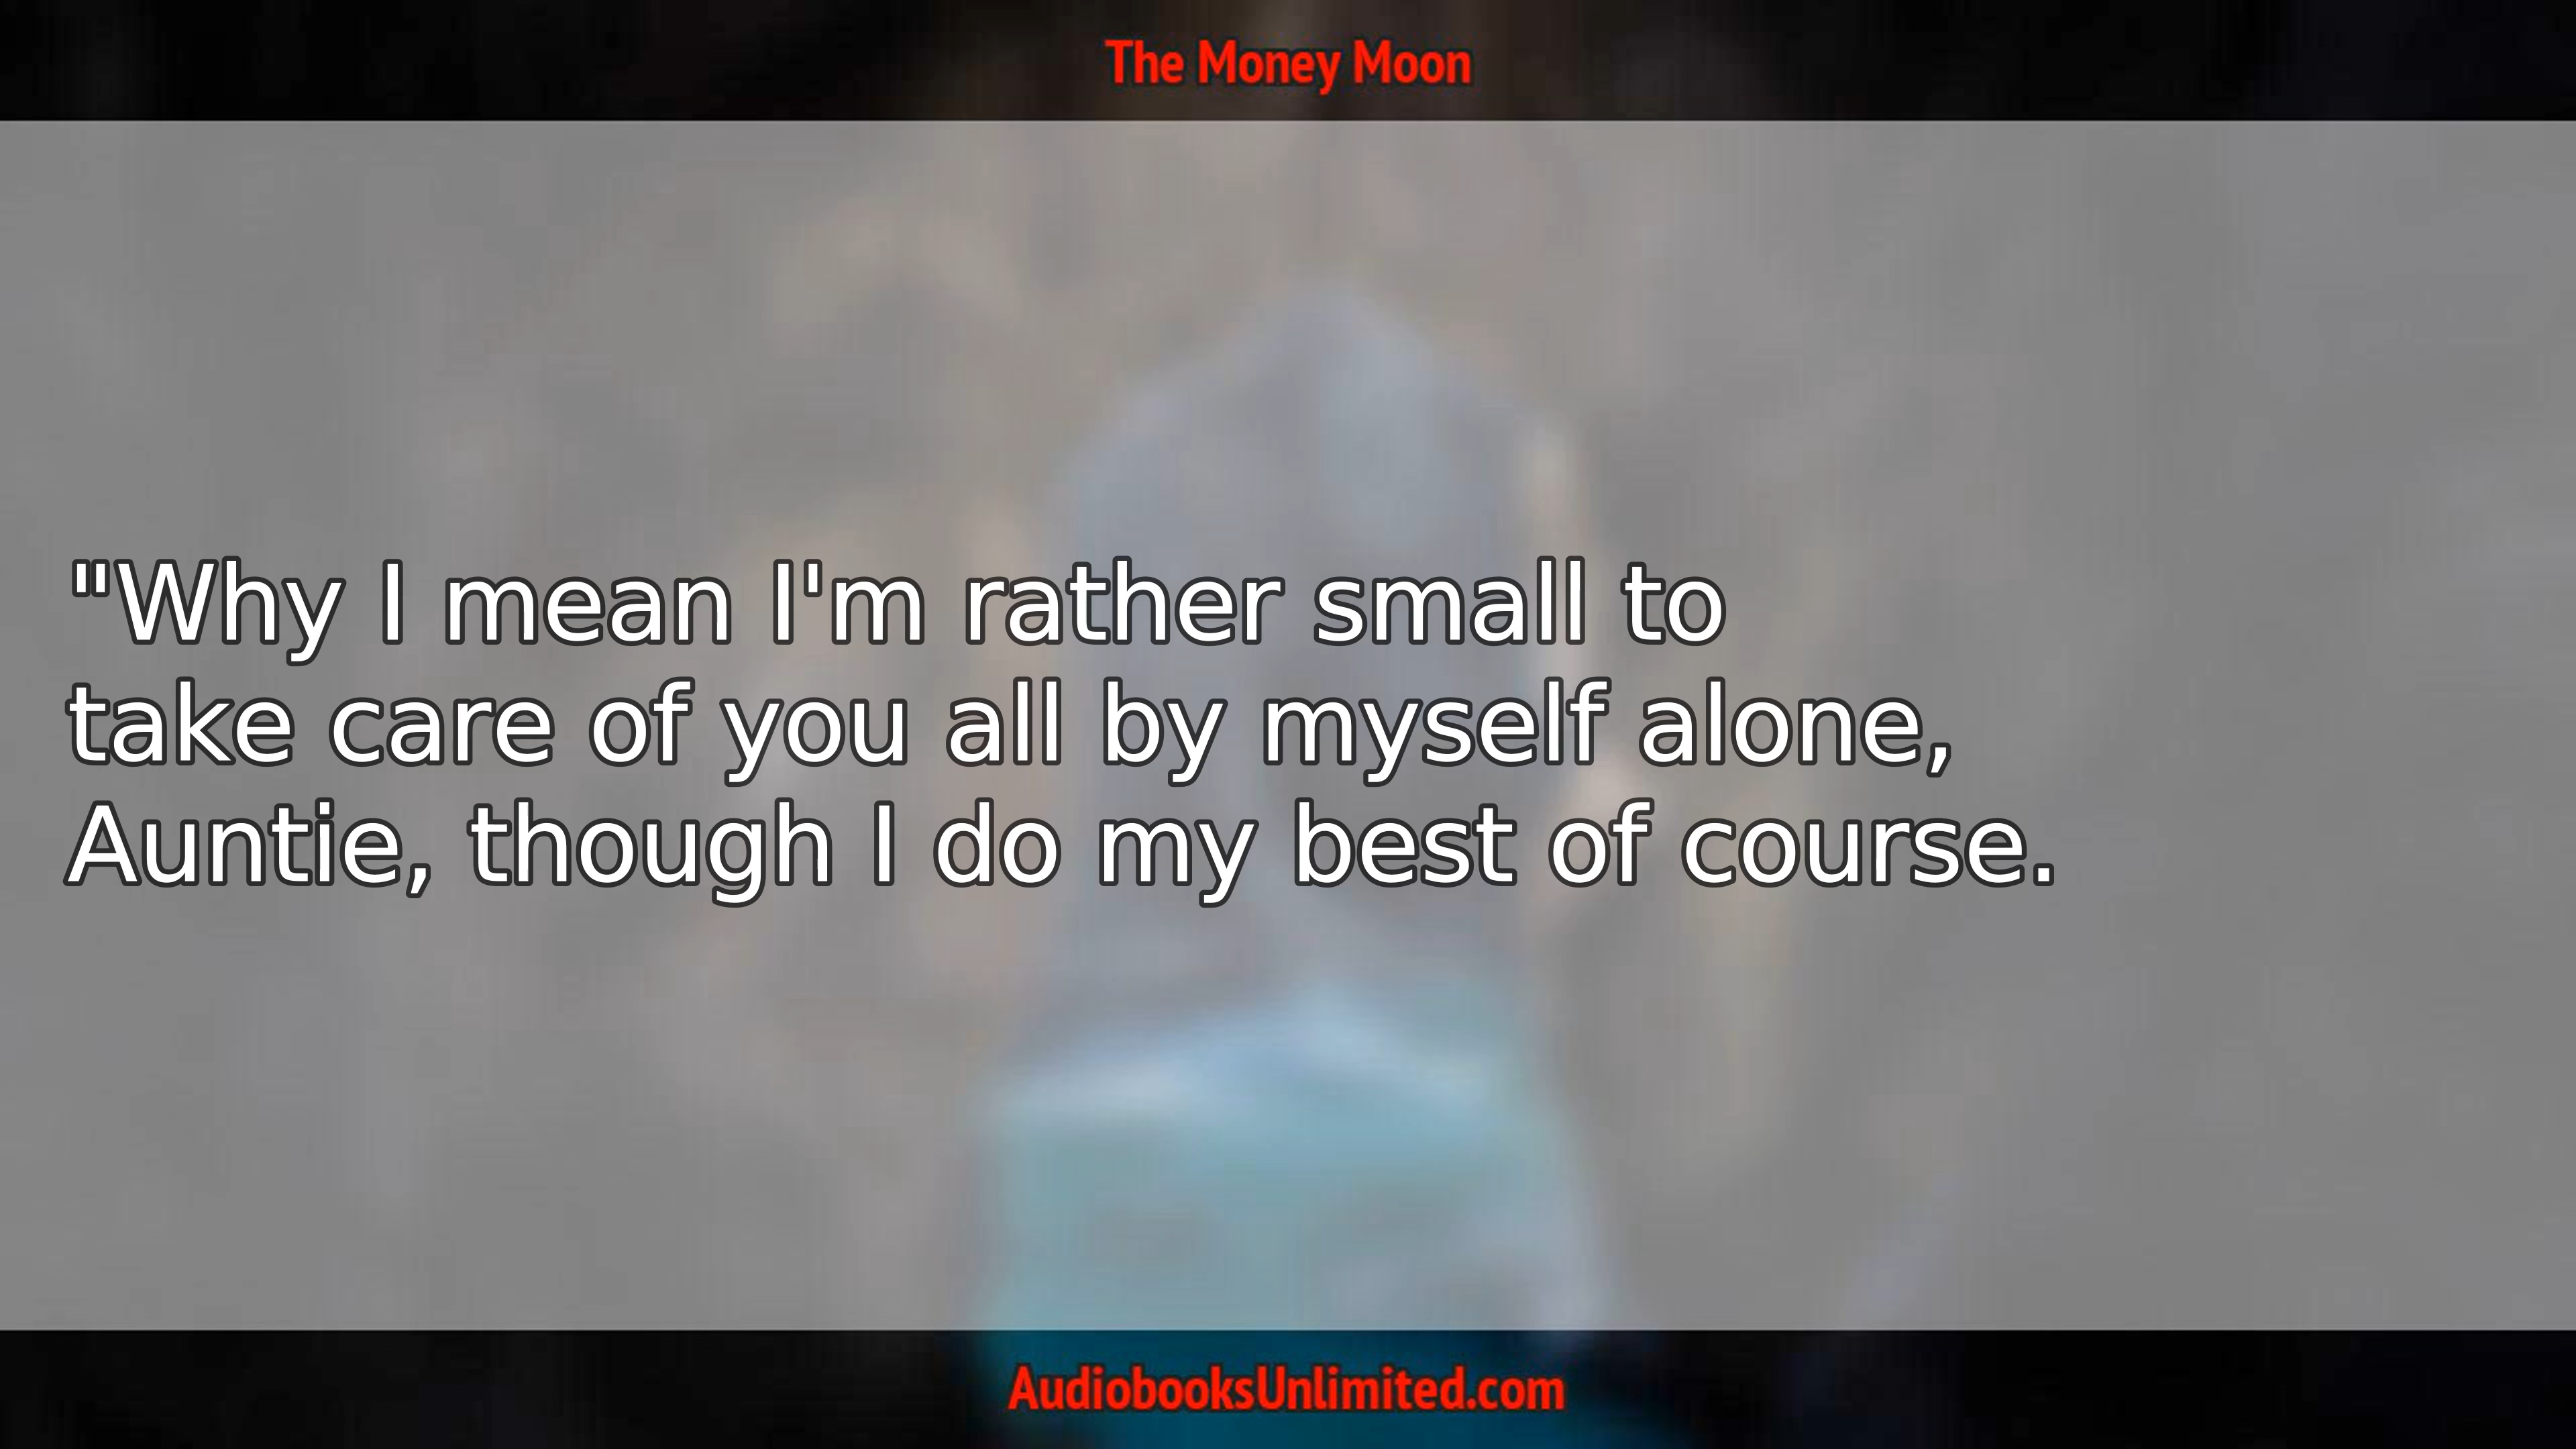 The Money Moon
"Why I mean I'm rather small to
take care of you all by myself alone,
Auntie, though I do my best of course.
AudiobooksUnlimited.com